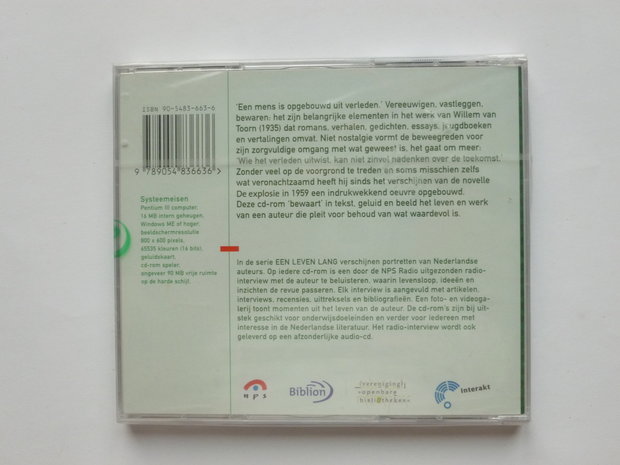 ISBN 90-5483-663-6
9 789054 836636 >
Systeemeisen
Pentium III computer,
16 MB intern geheugen,
Windows ME of hoger,
beeldschermresolutie
800 x 600 pixels,
65535 kleuren (16 bits),
geluidskaart,
cd-rom speler,
ongeveer 90 MB vrije ruimte
op de harde schijf.
'Een mens is opgebouwd uit verleden.' Vereeuwigen, vastleggen,
bewaren: het zijn belangrijke elementen in het werk van Willem van
Toorn (1935) dat romans, verhalen, gedichten, essays, jeugdboeken
en vertalingen omvat. Niet nostalgie vormt de beweegreden voor
zijn zorgvuldige omgang met wat geweest is, het gaat om meer:
'Wie het verleden uitwist, kan niet zinvol nadenken over de toekomst.'
Zonder veel op de voorgrond te treden en soms misschien zelfs
wat veronachtzaamd heeft hij sinds het verschijnen van de novelle
De explosie in 1959 een indrukwekkend oeuvre opgebouwd.
Deze cd-rom 'bewaart' in tekst, geluid en beeld het leven en werk
van een auteur die pleit voor behoud van wat waardevol is.
In de serie EEN LEVEN LANG verschijnen portretten van Nederlandse
auteurs. Op iedere cd-rom is een door de NPS Radio uitgezonden radio-
interview met de auteur te beluisteren, waarin levensloop, ideeën en
inzichten de revue passeren. Elk interview is aangevuld met artikelen,
interviews, recensies, uittreksels en bibliografieën. Een foto- en videoga-
lerij toont momenten uit het leven van de auteur. De cd-rom's zijn bij uit-
stek geschikt voor onderwijsdoeleinden en verder voor iedereen met
interesse in de Nederlandse literatuur. Het radio-interview wordt ook
geleverd op een afzonderlijke audio-cd.
nps
Biblion
(vereniging)
openbare
bibliotheken
interakt